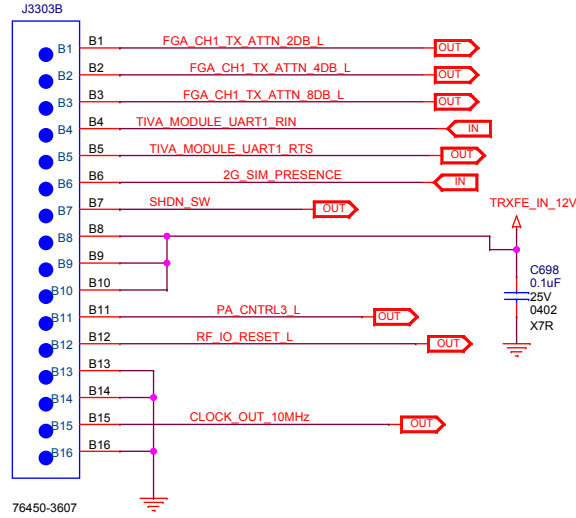 J3303B
B1 B1 FGA_CH1_TX_ATTN_2DB_L OUT
B2 B2 FGA_CH1_TX_ATTN_4DB_L OUT
B3 B3 FGA_CH1_TX_ATTN_8DB_L OUT
B4 B4 TIVA_MODULE_UART1_RIN IN
B5 B5 TIVA_MODULE_UART1_RTS OUT
B6 B6 2G_SIM_PRESENCE IN
B7 B7 SHDN_SW OUT
TRXFE_IN_12V
B8 B8
B9 B9
B10 B10
C698
0.1uF
25V
0402
X7R
B11 B11 PA_CNTRL3_L OUT
B12 B12 RF_IO_RESET_L OUT
B13 B13
B14 B14
B15 B15 CLOCK_OUT_10MHz OUT
B16 B16
76450-3607